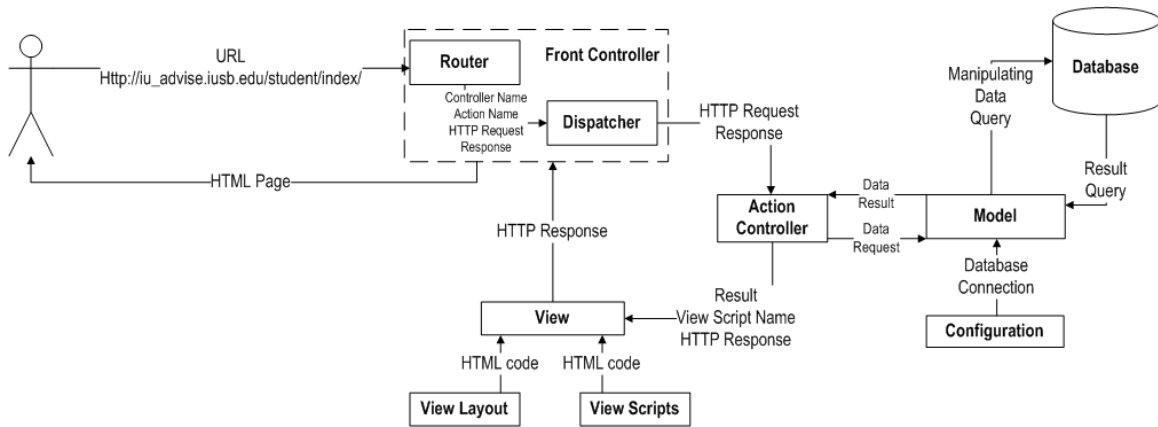 URL
Http://iu_advise.iusb.edu/student/index/
Router
Front Controller
Controller Name
Action Name
HTTP Request
Response
Dispatcher
HTTP Request
Response
Manipulating
Data
Query
Database
HTML Page
Result
Query
Data
Result
Action
Controller
Model
Data
Request
HTTP Response
Database
Connection
Result
View Script Name
HTTP Response
View
Configuration
HTML code
HTML code
View Layout
View Scripts